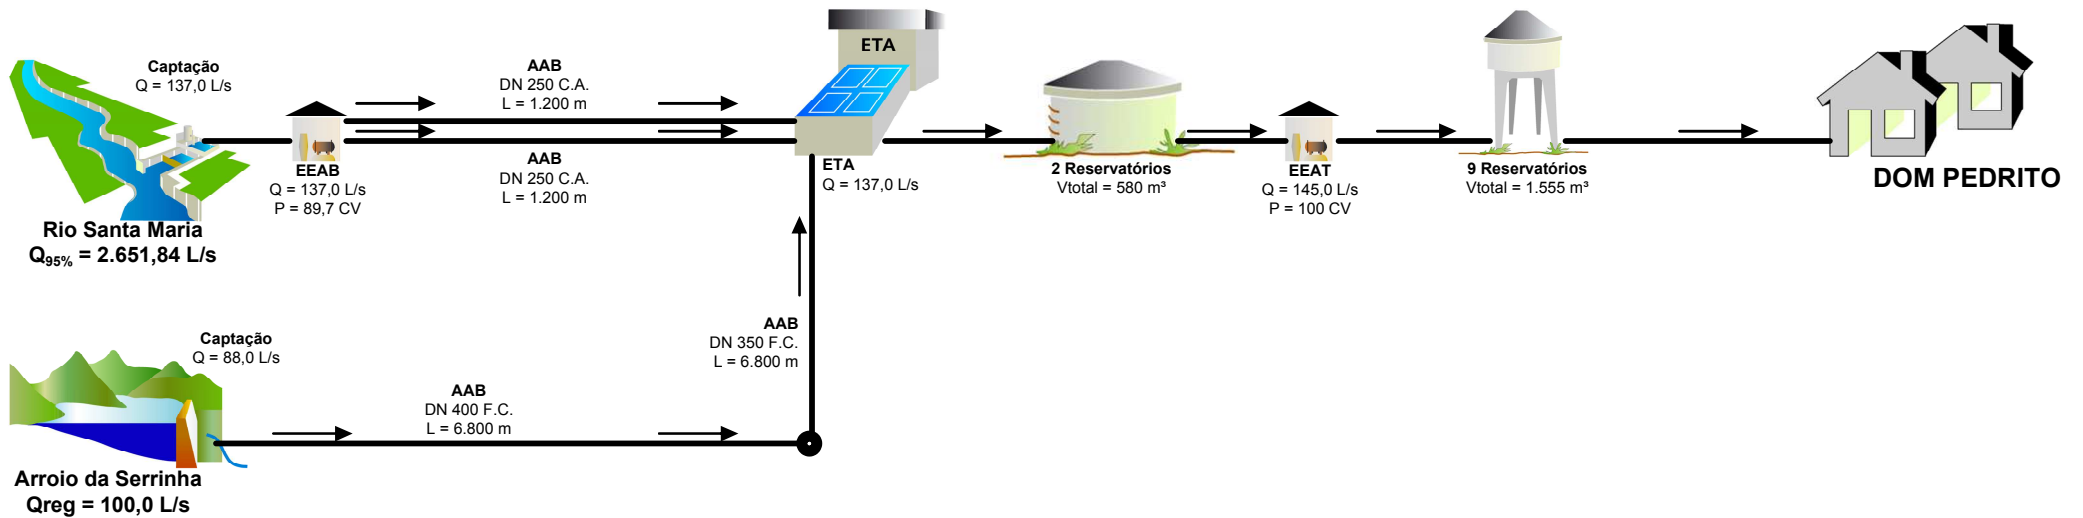 Captação
Q = 137,0 L/s
Rio Santa Maria
Q95% = 2.651,84 L/s
EEAB
Q = 137,0 L/s
P = 89,7 CV
AAB
DN 250 C.A.
L = 1.200 m
AAB
DN 250 C.A.
L = 1.200 m
ETA
ETA
Q = 137,0 L/s
2 Reservatórios
Vtotal = 580 m³
EEAT
Q = 145,0 L/s
P = 100 CV
9 Reservatórios
Vtotal = 1.555 m³
DOM PEDRITO
Captação
Q = 88,0 L/s
Arroio da Serrinha
Qreg = 100,0 L/s
AAB
DN 400 F.C.
L = 6.800 m
AAB
DN 350 F.C.
L = 6.800 m